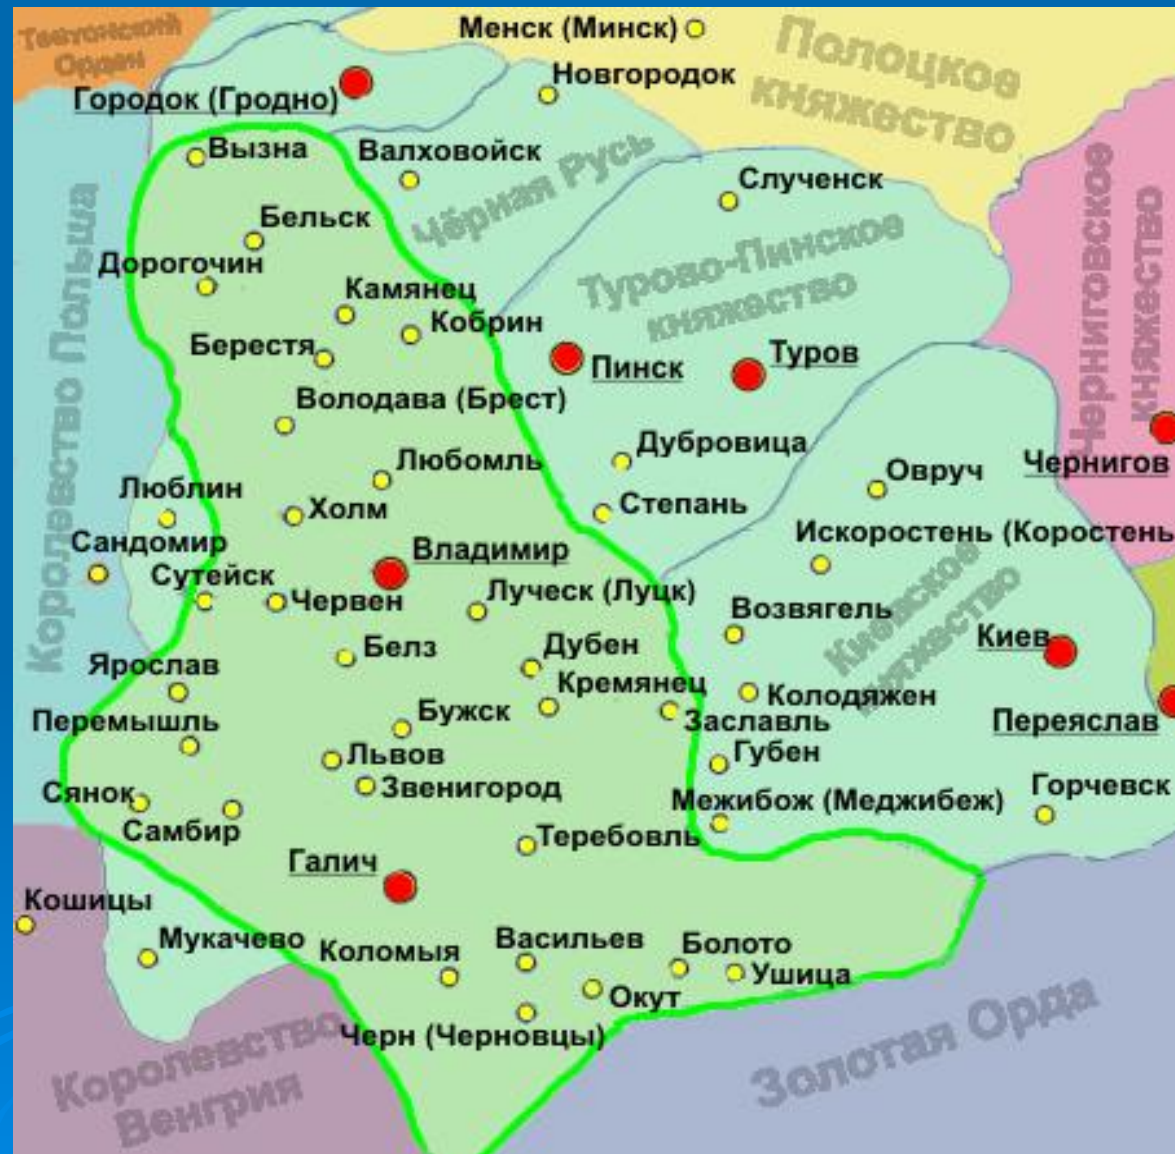 Тевтонский
Орден
Менск (Минск)
Полоцкое
княжество
Новгородок
Городок (Гродно)
Вызна
Валховойск
Чёрная Русь
Слученск
Черниговское
княжество
Королевство Польша
Бельск
Дорогочин
Турово-Пинское
княжество
Камянец
Кобрин
Берестя
Пинск
Туров
Володава (Брест)
Дубровица
Чернигов
Любомль
Овруч
Люблин
Холм
Степань
Сандомир
Владимир
Искоростень (Коростень
Сутейск
Червен
Луческ (Луцк)
Возвягель
Киевское
княжество
Киев
Белз
Дубен
Ярослав
Кремянец
Колодяжен
Перемышль
Бужск
Заславль
Переяслав
Львов
Губен
Звенигород
Сянок
Межибож (Меджибеж)
Горчевск
Самбир
Теребовль
Галич
Кошицы
Мукачево
Коломыя
Васильев
Болото
Ушица
Окут
Черн (Черновцы)
Королевство
Венгрия
Золотая Орда